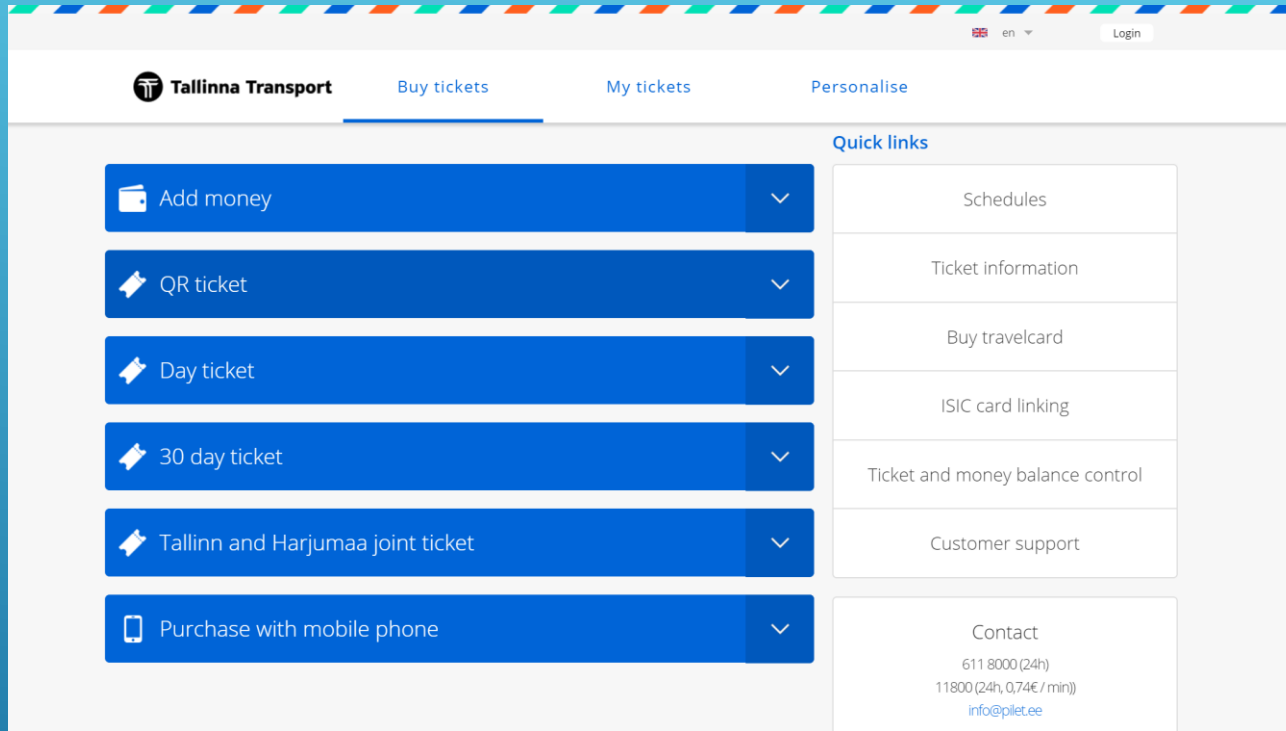 en
Login
Tallinna Transport
Buy tickets
My tickets
Personalise
Add money
QR ticket
Day ticket
30 day ticket
Tallinn and Harjumaa joint ticket
Purchase with mobile phone
Quick links
Schedules
Ticket information
Buy travelcard
ISIC card linking
Ticket and money balance control
Customer support
Contact
611 8000 (24h)
11800 (24h, 0,74€ / min))
info@pilet.ee